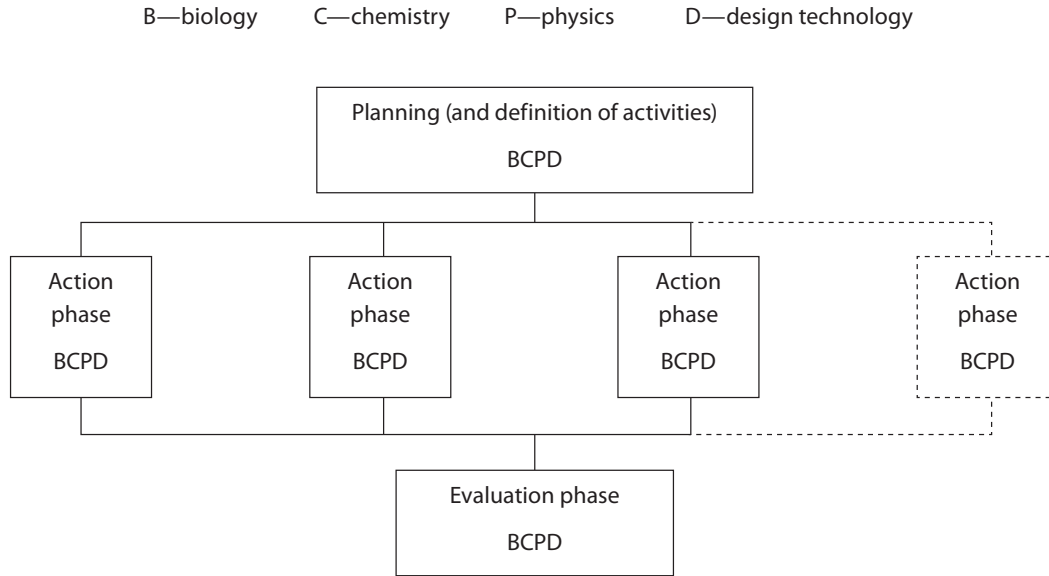 B—biology C—chemistry P—physics D—design technology
Planning (and definition of activities)
BCPD
Action
phase
BCPD
Action
phase
BCPD
Action
phase
BCPD
Action
phase
BCPD
Evaluation phase
BCPD